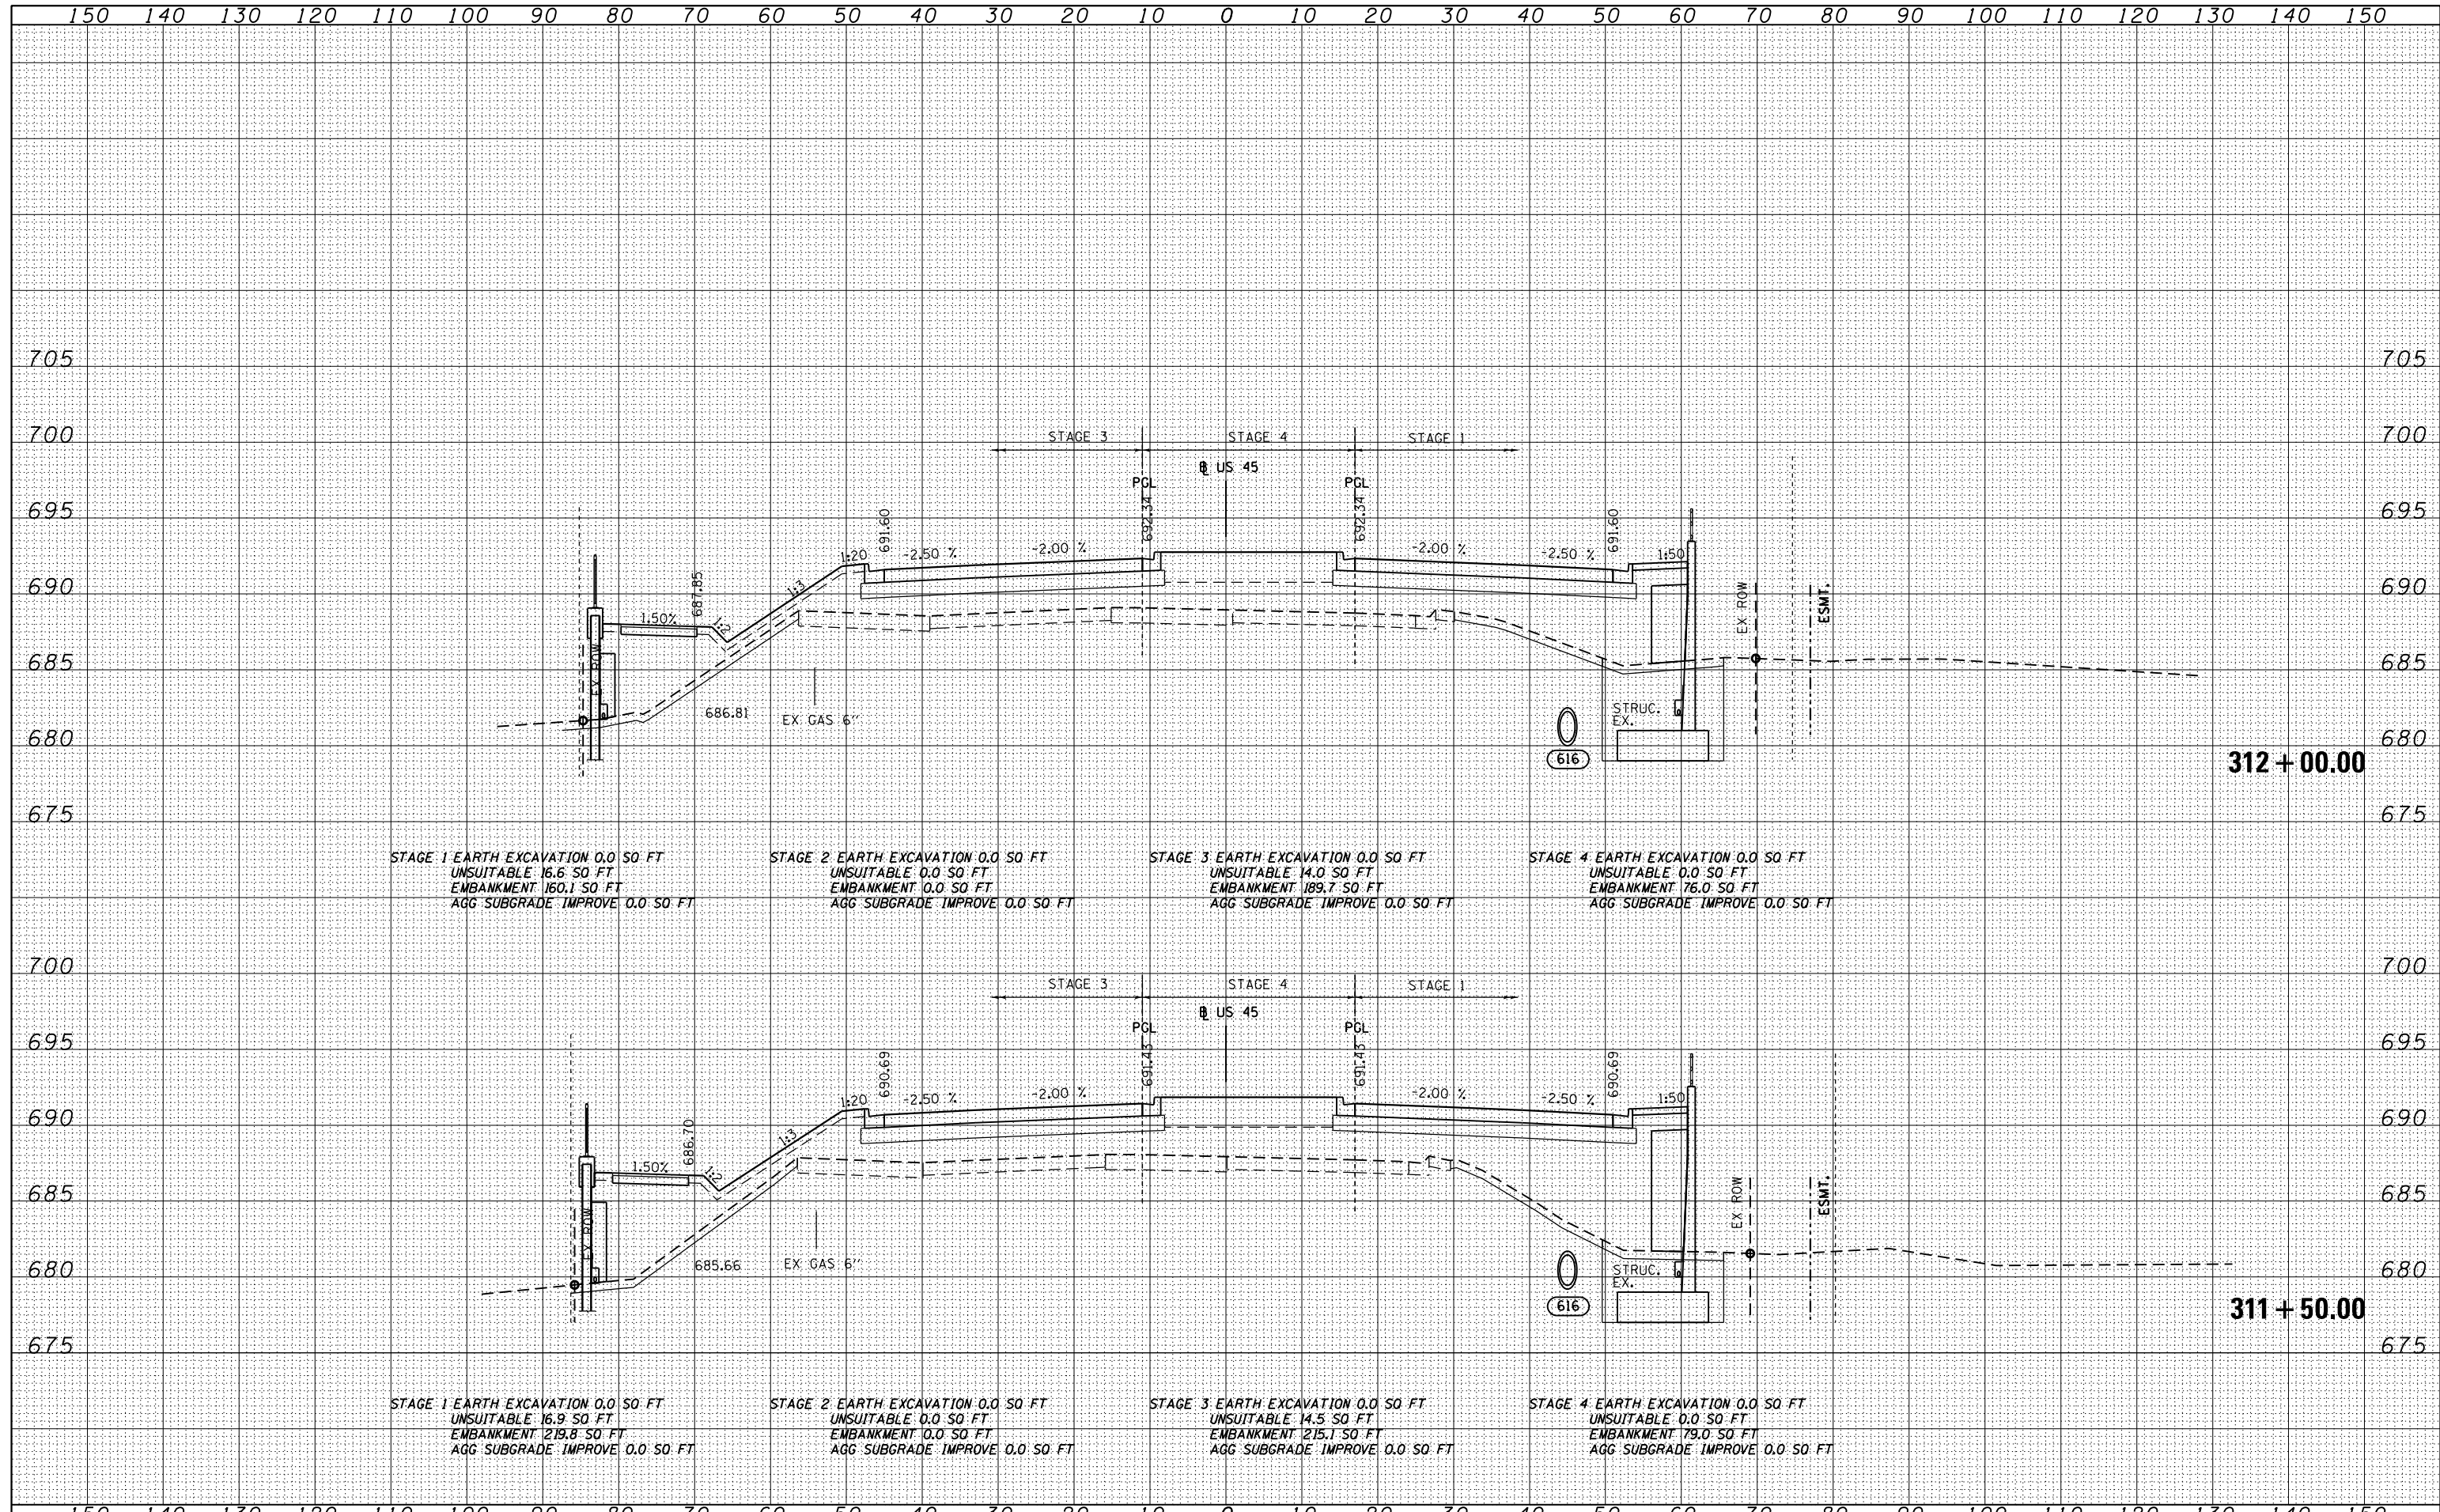 150 140 130 120 110 100 90 80 70 60 50 40 30 20 10 0 10 20 30 40 50 60 70 80 90 100 110 120 130 140 150
705 705
700 700
STAGE 3 STAGE 4 STAGE 1
℄ US 45
PGL PGL
695 695
691.60 692.34 692.34 691.60
1:20 -2.50 % -2.00 % -2.00 % -2.50 % 1:50
690 690
1:3
687.85
1.50% 1:2
EX ROW ESMT.
685 685
EX ROW
686.81 EX GAS 6"
STRUC.
EX.
680 680
616
312 + 00.00
675 675
STAGE 1 EARTH EXCAVATION 0.0 SQ FT
UNSUITABLE 16.6 SQ FT
EMBANKMENT 160.1 SQ FT
AGG SUBGRADE IMPROVE 0.0 SQ FT
STAGE 2 EARTH EXCAVATION 0.0 SQ FT
UNSUITABLE 0.0 SQ FT
EMBANKMENT 0.0 SQ FT
AGG SUBGRADE IMPROVE 0.0 SQ FT
STAGE 3 EARTH EXCAVATION 0.0 SQ FT
UNSUITABLE 14.0 SQ FT
EMBANKMENT 189.7 SQ FT
AGG SUBGRADE IMPROVE 0.0 SQ FT
STAGE 4 EARTH EXCAVATION 0.0 SQ FT
UNSUITABLE 0.0 SQ FT
EMBANKMENT 76.0 SQ FT
AGG SUBGRADE IMPROVE 0.0 SQ FT
700 700
STAGE 3 STAGE 4 STAGE 1
℄ US 45
PGL PGL
695 695
690.69 691.43 691.43 690.69
1:20 -2.50 % -2.00 % -2.00 % -2.50 % 1:50
690 690
1:3
686.70
1.50% 1:2
685 685
EX ROW EX ROW ESMT.
685.66 EX GAS 6"
STRUC.
EX.
680 680
616
311 + 50.00
675 675
STAGE 1 EARTH EXCAVATION 0.0 SQ FT
UNSUITABLE 16.9 SQ FT
EMBANKMENT 219.8 SQ FT
AGG SUBGRADE IMPROVE 0.0 SQ FT
STAGE 2 EARTH EXCAVATION 0.0 SQ FT
UNSUITABLE 0.0 SQ FT
EMBANKMENT 0.0 SQ FT
AGG SUBGRADE IMPROVE 0.0 SQ FT
STAGE 3 EARTH EXCAVATION 0.0 SQ FT
UNSUITABLE 14.5 SQ FT
EMBANKMENT 215.1 SQ FT
AGG SUBGRADE IMPROVE 0.0 SQ FT
STAGE 4 EARTH EXCAVATION 0.0 SQ FT
UNSUITABLE 0.0 SQ FT
EMBANKMENT 79.0 SQ FT
AGG SUBGRADE IMPROVE 0.0 SQ FT
150 140 130 120 110 100 90 80 70 60 50 40 30 20 10 0 10 20 30 40 50 60 70 80 90 100 110 120 130 140 150